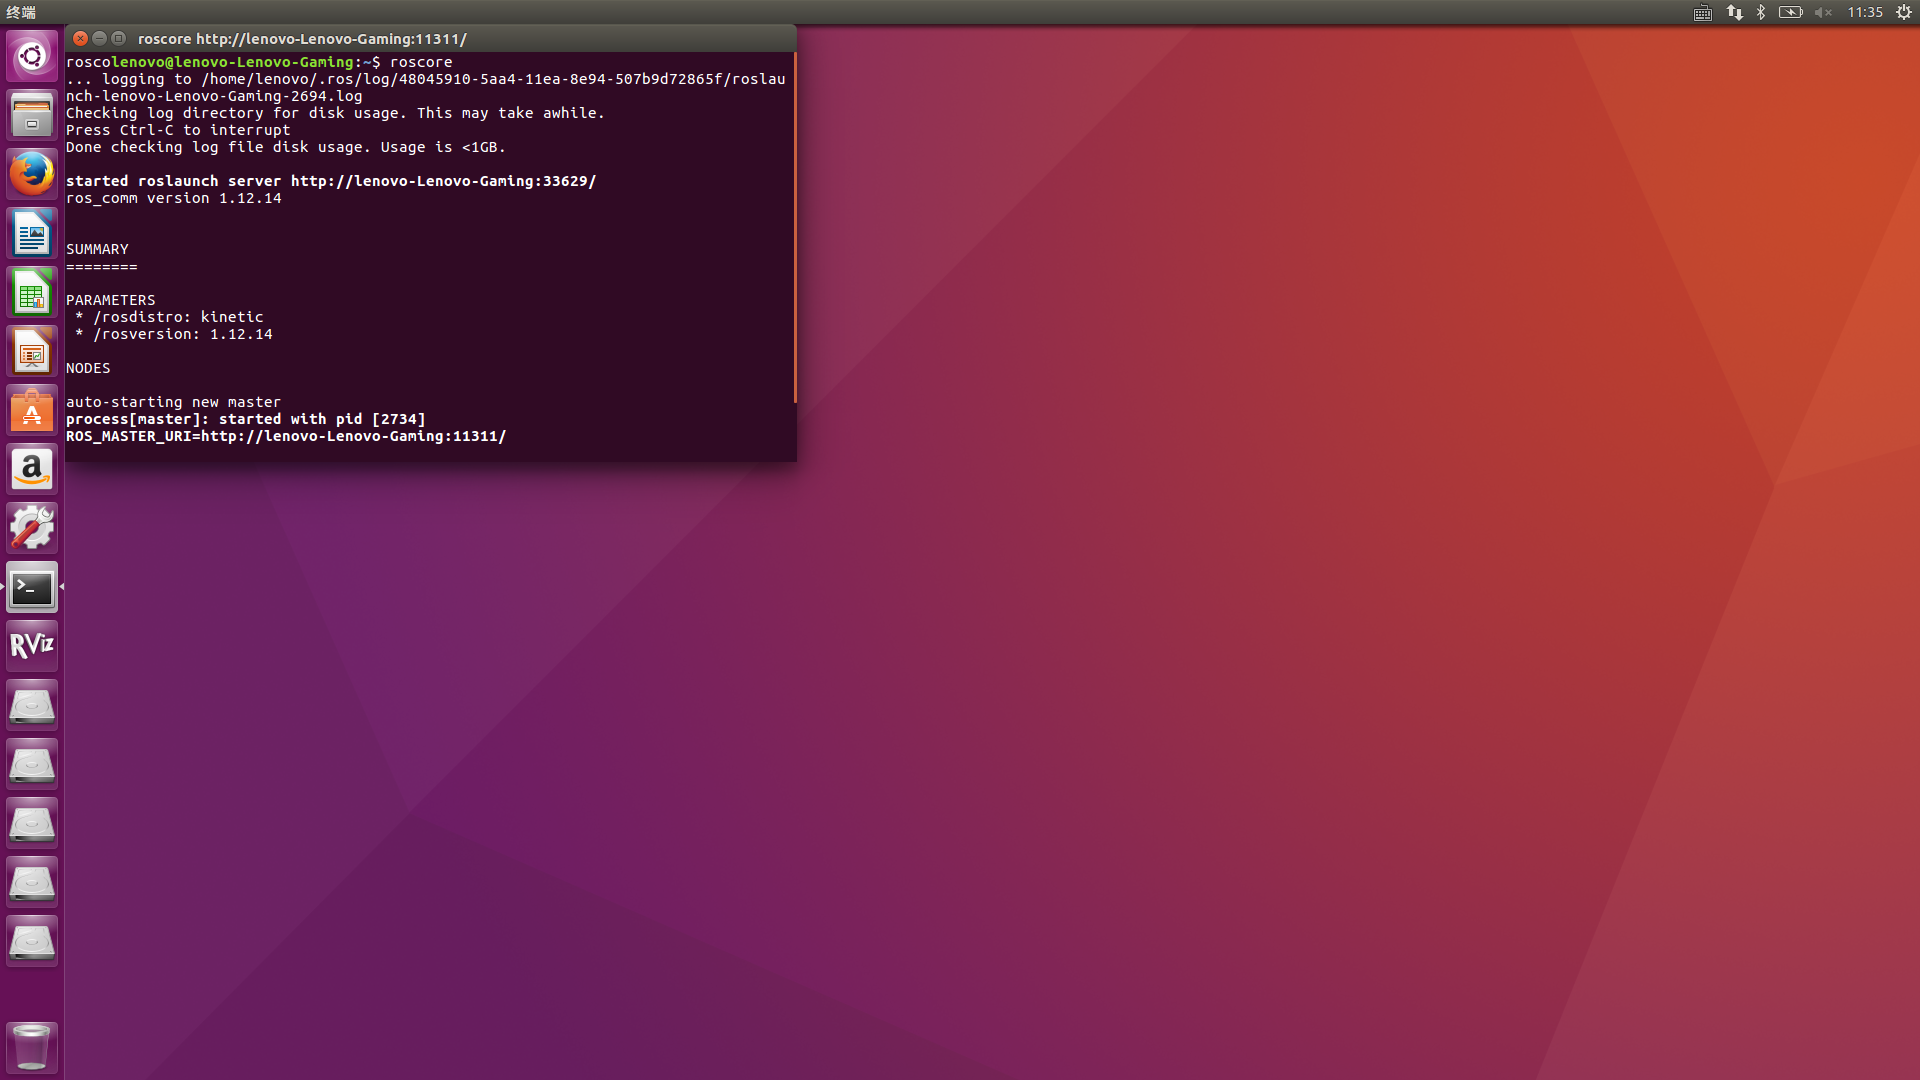 终端
11:35
roscore http://lenovo-Lenovo-Gaming:11311/
roscolenovo@lenovo-Lenovo-Gaming:~$ roscore
... logging to /home/lenovo/.ros/log/48045910-5aa4-11ea-8e94-507b9d72865f/roslau
nch-lenovo-Lenovo-Gaming-2694.log
Checking log directory for disk usage. This may take awhile.
Press Ctrl-C to interrupt
Done checking log file disk usage. Usage is <1GB.
started roslaunch server http://lenovo-Lenovo-Gaming:33629/
ros_comm version 1.12.14
SUMMARY
========
PARAMETERS
 * /rosdistro: kinetic
 * /rosversion: 1.12.14
NODES
auto-starting new master
process[master]: started with pid [2734]
ROS_MASTER_URI=http://lenovo-Lenovo-Gaming:11311/
RViz